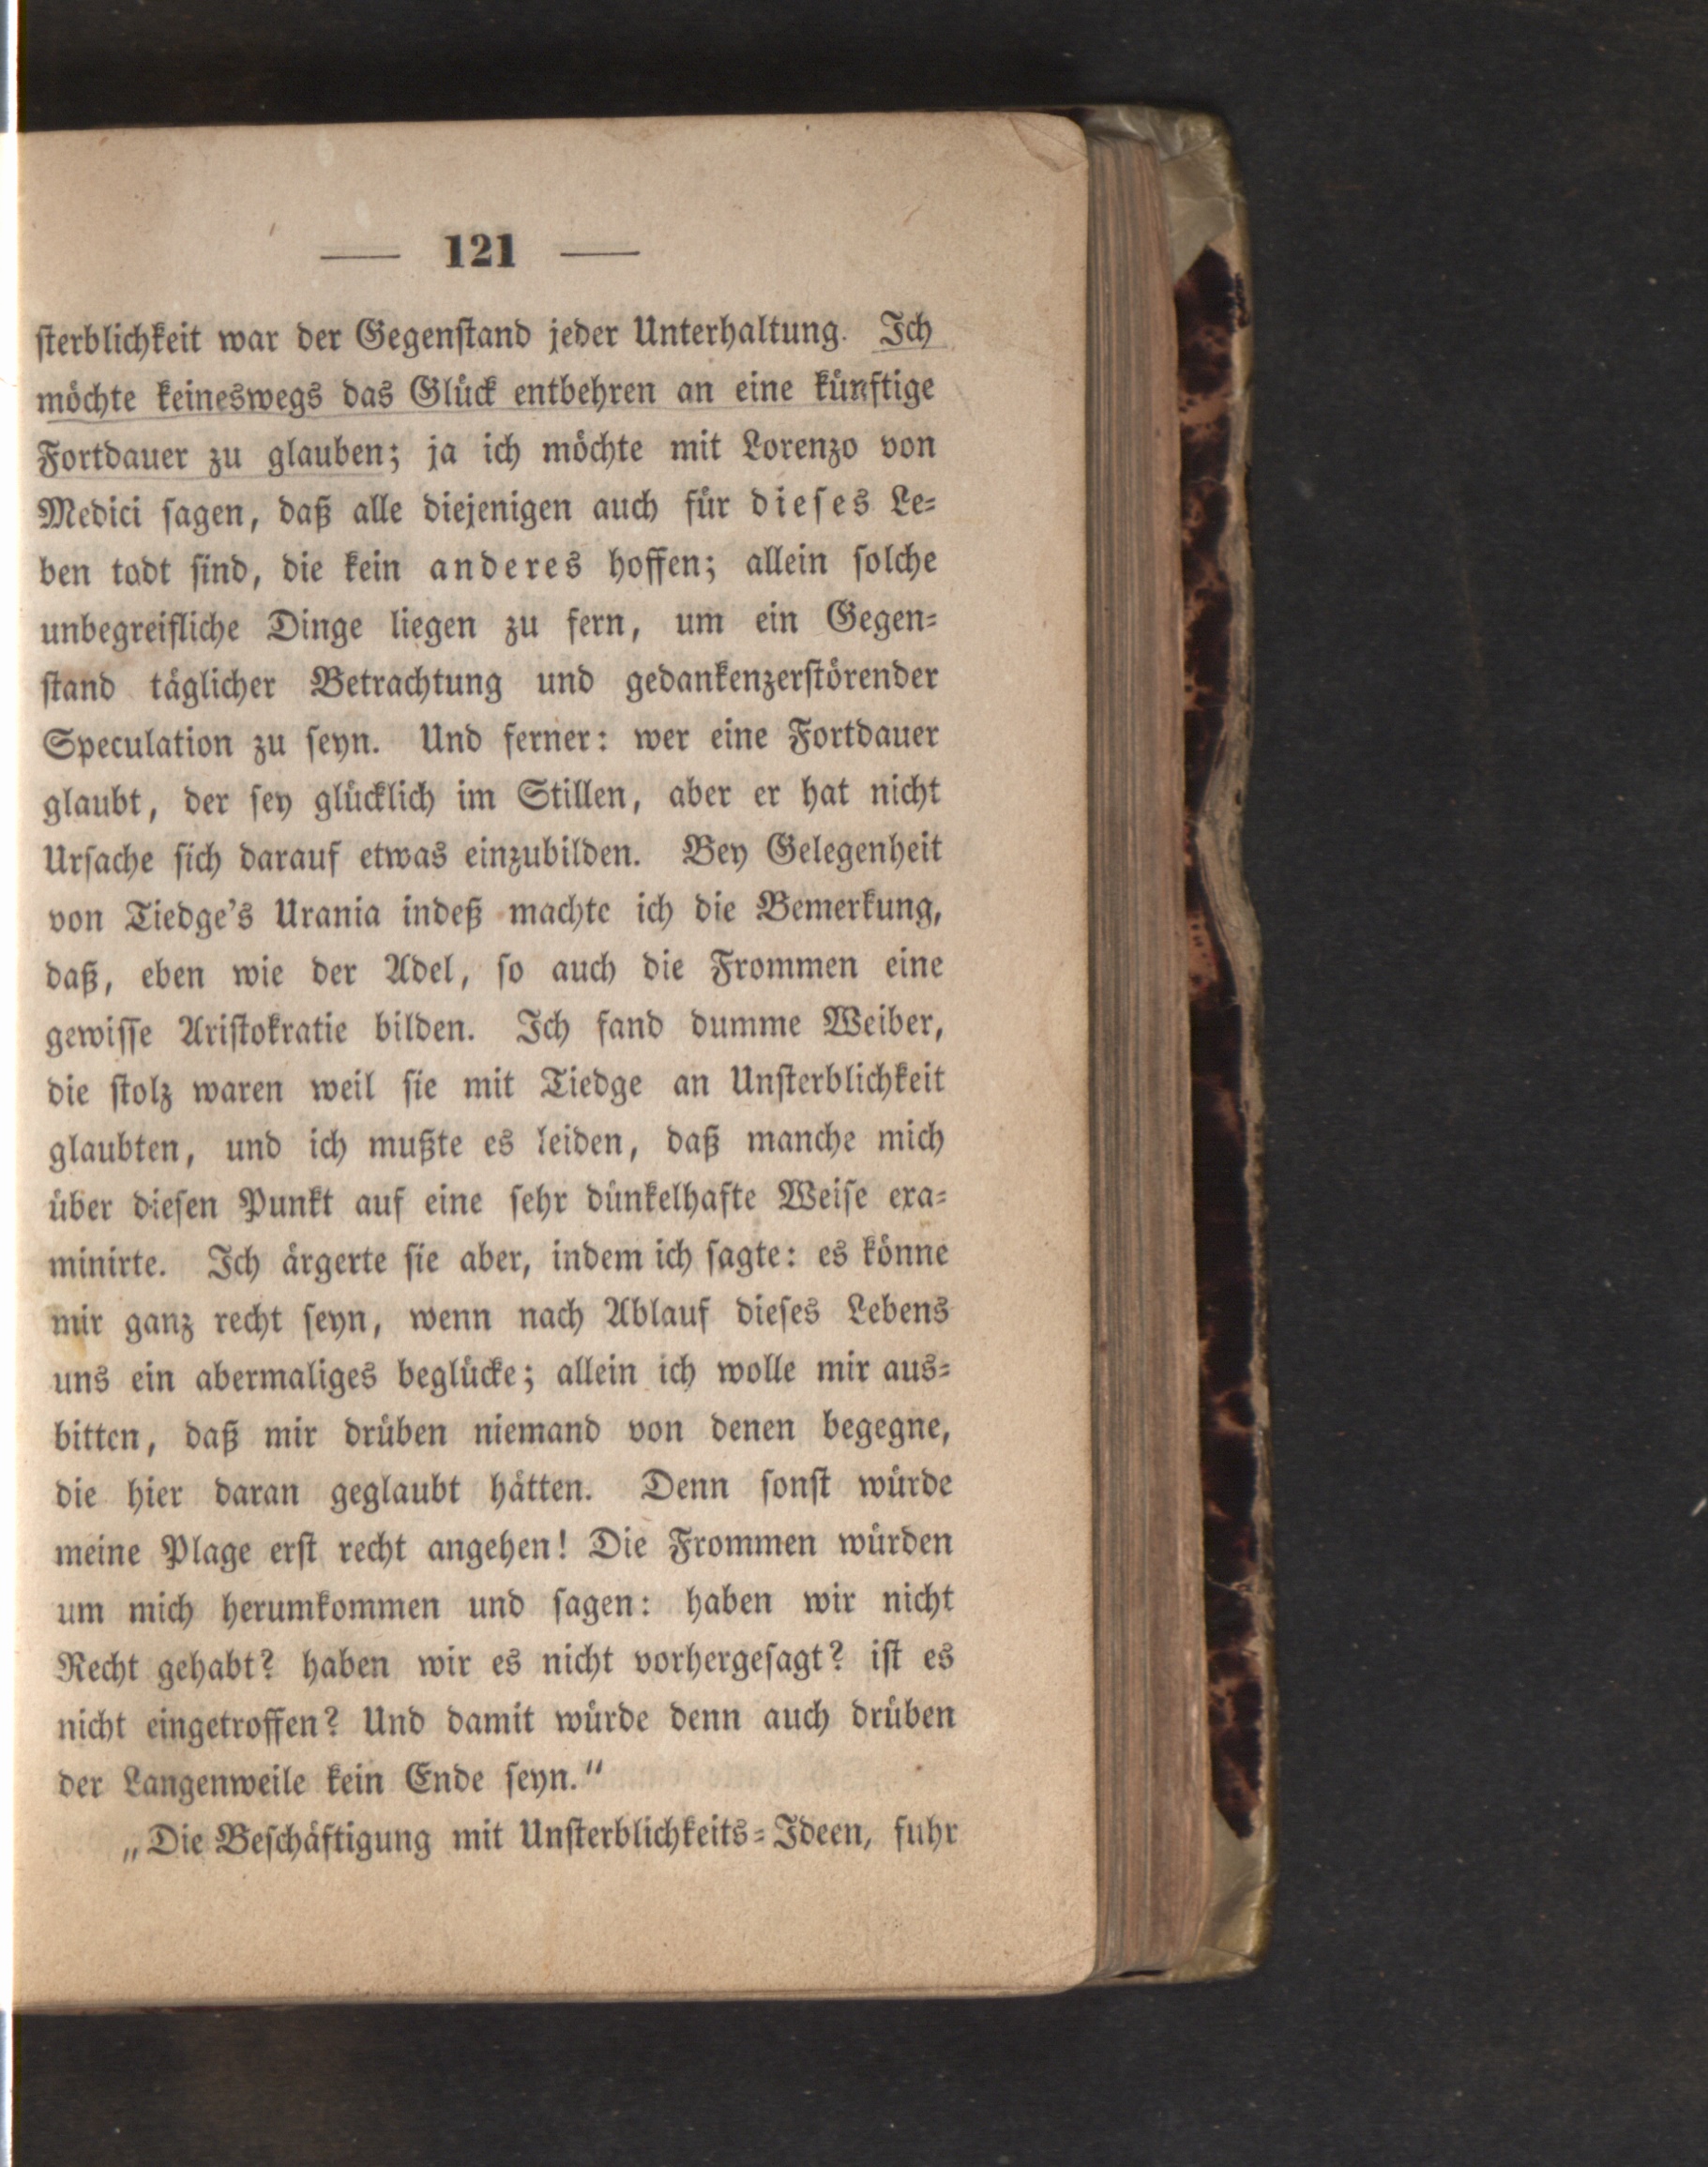 — 121 —
sterblichkeit war der Gegenstand jeder Unterhaltung. Ich
möchte keineswegs das Glück entbehren an eine künftige
Fortdauer zu glauben; ja ich möchte mit Lorenzo von
Medici sagen, daß alle diejenigen auch für dieses Le-
ben todt sind, die kein anderes hoffen; allein solche
unbegreifliche Dinge liegen zu fern, um ein Gegen-
stand täglicher Betrachtung und gedankenzerstörender
Speculation zu seyn. Und ferner: wer eine Fortdauer
glaubt, der sey glücklich im Stillen, aber er hat nicht
Ursache sich darauf etwas einzubilden. Bey Gelegenheit
von Tiedge's Urania indeß machte ich die Bemerkung,
daß, eben wie der Adel, so auch die Frommen eine
gewisse Aristokratie bilden. Ich fand dumme Weiber,
die stolz waren weil sie mit Tiedge an Unsterblichkeit
glaubten, und ich mußte es leiden, daß manche mich
über diesen Punkt auf eine sehr dünkelhafte Weise exa-
minirte. Ich ärgerte sie aber, indem ich sagte: es könne
mir ganz recht seyn, wenn nach Ablauf dieses Lebens
uns ein abermaliges beglücke; allein ich wolle mir aus-
bitten, daß mir drüben niemand von denen begegne,
die hier daran geglaubt hätten. Denn sonst würde
meine Plage erst recht angehen! Die Frommen würden
um mich herumkommen und sagen: haben wir nicht
Recht gehabt? haben wir es nicht vorhergesagt? ist es
nicht eingetroffen? Und damit würde denn auch drüben
der Langenweile kein Ende seyn."
„Die Beschäftigung mit Unsterblichkeits-Ideen, fuhr